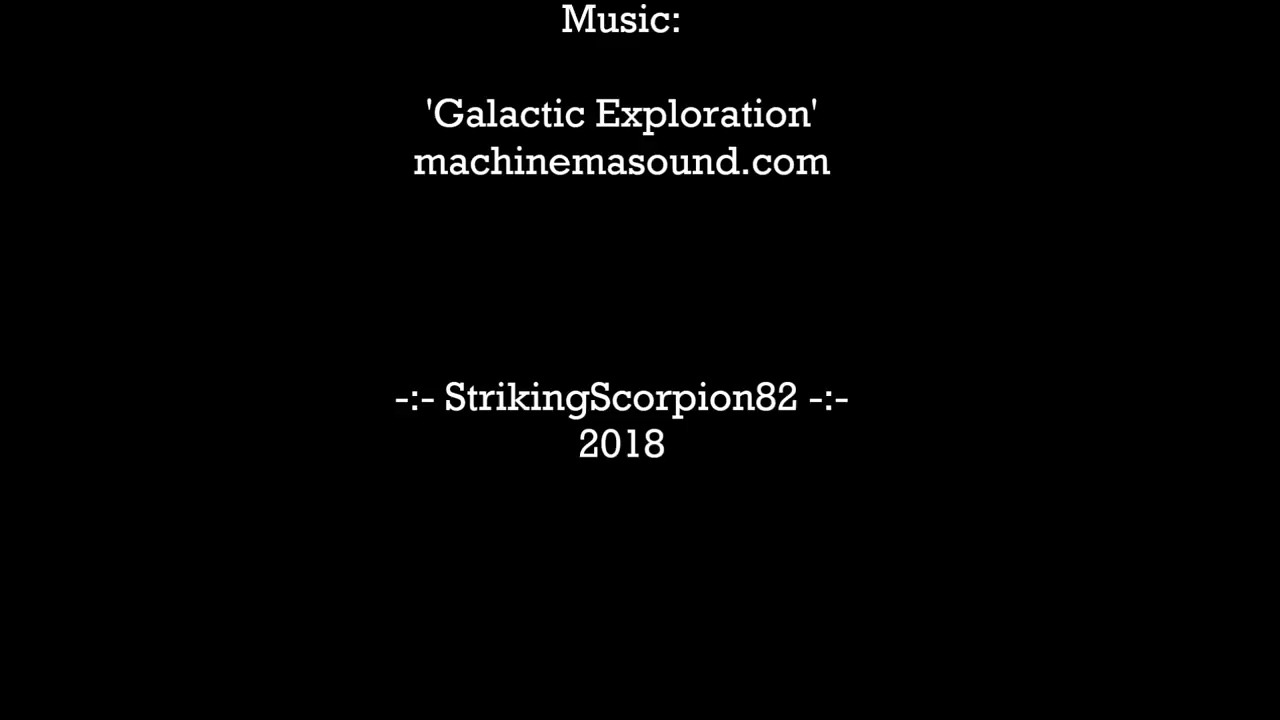 Music:
'Galactic Exploration'
machinemasound.com
-:- StrikingScorpion82 -:-
2018